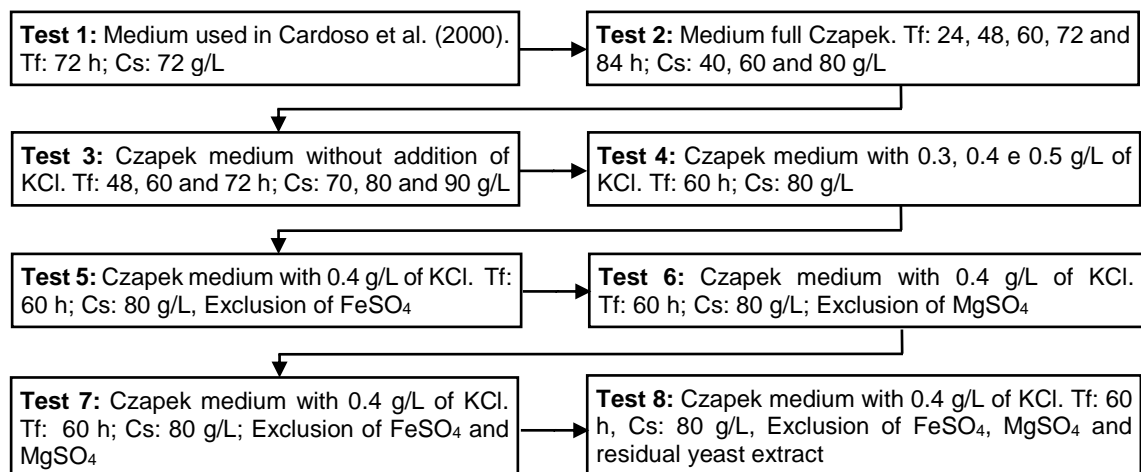 Test 1: Medium used in Cardoso et al. (2000).
Tf: 72 h; Cs: 72 g/L
Test 2: Medium full Czapek. Tf: 24, 48, 60, 72 and
84 h; Cs: 40, 60 and 80 g/L
Test 3: Czapek medium without addition of
KCl. Tf: 48, 60 and 72 h; Cs: 70, 80 and 90 g/L
Test 4: Czapek medium with 0.3, 0.4 e 0.5 g/L of
KCl. Tf: 60 h; Cs: 80 g/L
Test 5: Czapek medium with 0.4 g/L of KCl. Tf:
60 h; Cs: 80 g/L, Exclusion of FeSO₄
Test 6: Czapek medium with 0.4 g/L of KCl.
Tf: 60 h; Cs: 80 g/L; Exclusion of MgSO₄
Test 7: Czapek medium with 0.4 g/L of KCl.
Tf: 60 h; Cs: 80 g/L; Exclusion of FeSO₄ and
MgSO₄
Test 8: Czapek medium with 0.4 g/L of KCl. Tf: 60
h, Cs: 80 g/L, Exclusion of FeSO₄, MgSO₄ and
residual yeast extract